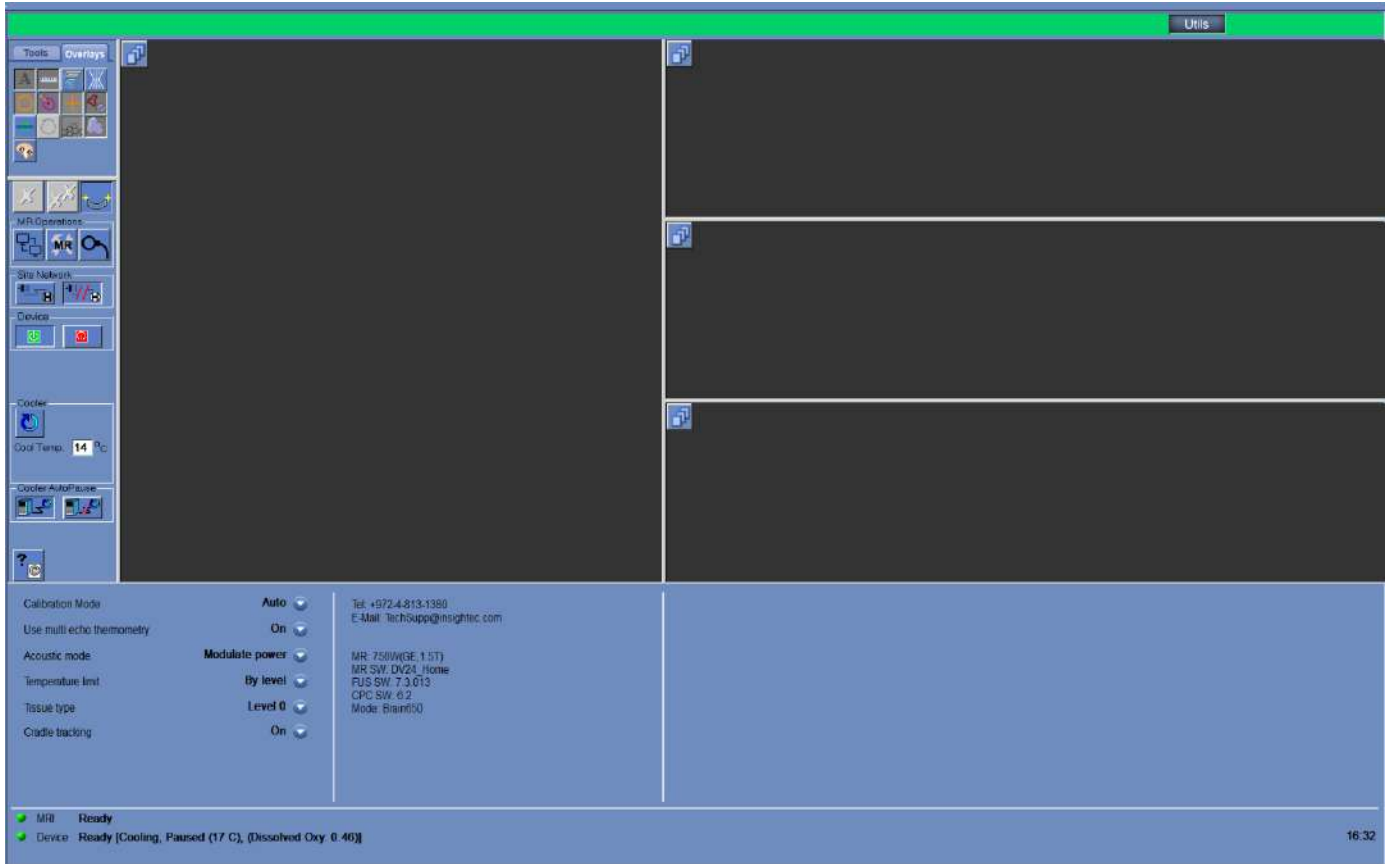 Utils
Tools Overlays
A
MR Operations
MR
Site Network
Device
Cooler
Cool Temp. 14 °C
Cooler AutoPause
?
Calibration Mode Auto
Use multi echo thermometry On
Acoustic mode Modulate power
Temperature limit By level
Tissue type Level 0
Cradle tracking On
Tel: +972-4-813-1380
E-Mail: TechSupp@insightec.com
MR: 750W(GE,1.5T)
MR SW: DV24_Home
FUS SW: 7.3.013
CPC SW: 6.2
Mode: Brain650
MRI Ready
Device Ready [Cooling, Paused (17 C), (Dissolved Oxy: 0.46)]
16:32